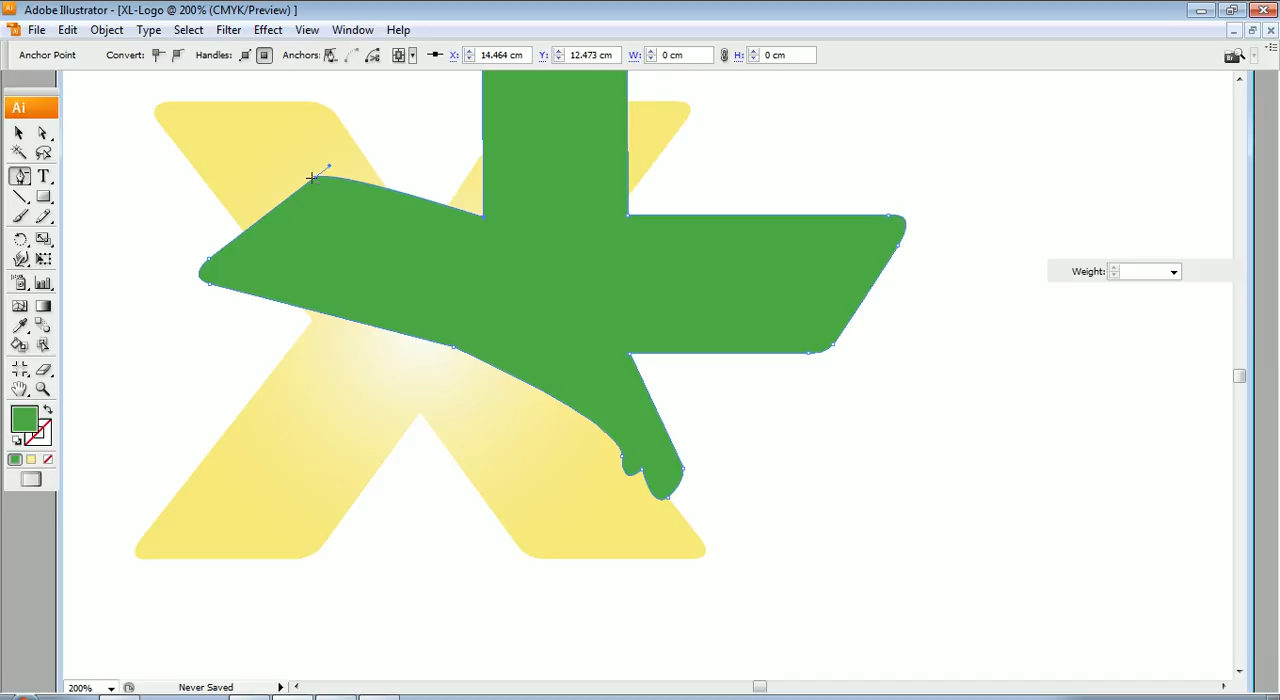 Adobe Illustrator - [XL-Logo @ 200% (CMYK/Preview) ]
File Edit Object Type Select Filter Effect View Window Help
Anchor Point Convert: Handles: Anchors: X: 14.464 cm Y: 12.473 cm W: 0 cm H: 0 cm
Ai
T
Weight:
200% Never Saved